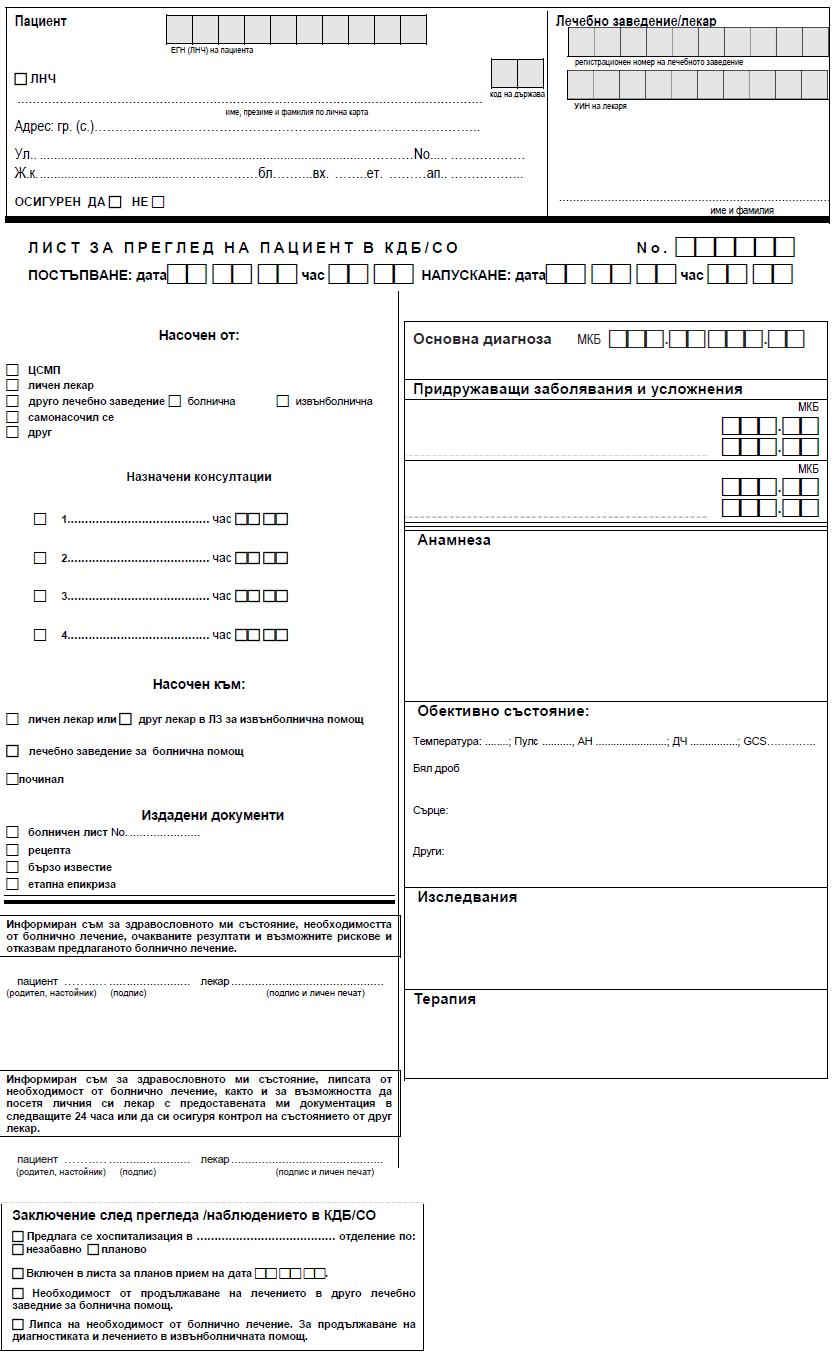 Пациент
ЕГН (ЛНЧ) на пациента
ЛНЧ
код на държава
име, презиме и фамилия по лична карта
Адрес: гр. (с.)……………………………………………………………………..
Ул.. ........................................................................................…………No..... ………………
Ж.к.……………………………………бл……….вх. ……..ет. ………ап.. ………………..
ОСИГУРЕН ДА НЕ
Лечебно заведение/лекар
регистрационен номер на лечебното заведение
УИН на лекаря
име и фамилия
ЛИСТ ЗА ПРЕГЛЕД НА ПАЦИЕНТ В КДБ/СО No.
ПОСТЪПВАНЕ: дата час НАПУСКАНЕ: дата час
Насочен от:
ЦСМП
личен лекар
друго лечебно заведение болнична извънболнична
самонасочил се
друг
Назначени консултации
1........................................ час
2........................................ час
3........................................ час
4........................................ час
Насочен към:
личен лекар или друг лекар в ЛЗ за извънболнична помощ
лечебно заведение за болнична помощ
починал
Издадени документи
болничен лист No. ......................
рецепта
бързо известие
етапна епикриза
Информиран съм за здравословното ми състояние, необходимостта
от болнично лечение, очакваните резултати и възможните рискове и
отказвам предлаганото болнично лечение.
пациент ……….. ........................... лекар ...................................................
(родител, настойник) (подпис) (подпис и личен печат)
Информиран съм за здравословното ми състояние, липсата от
необходимост от болнично лечение, както и за възможността да
посетя личния си лекар с предоставената ми документация в
следващите 24 часа или да си осигуря контрол на състоянието от друг
лекар.
пациент ……….. ........................... лекар ...................................................
(родител, настойник) (подпис) (подпис и личен печат)
Основна диагноза МКБ . .
Придружаващи заболявания и усложнения
МКБ
.
.
МКБ
.
.
Анамнеза
Обективно състояние:
Температура: ........; Пулс .........., АН ........................; ДЧ ................; GCS…………..
Бял дроб
Сърце:
Други:
Изследвания
Терапия
Заключение след прегледа /наблюдението в КДБ/СО
Предлага се хоспитализация в ....................................... отделение по:
незабавно планово
Включен в листа за планов прием на дата .
Необходимост от продължаване на лечението в друго лечебно
заведние за болнична помощ.
Липса на необходимост от болнично лечение. За продължаване на
диагностиката и лечението в извънболничната помощ.